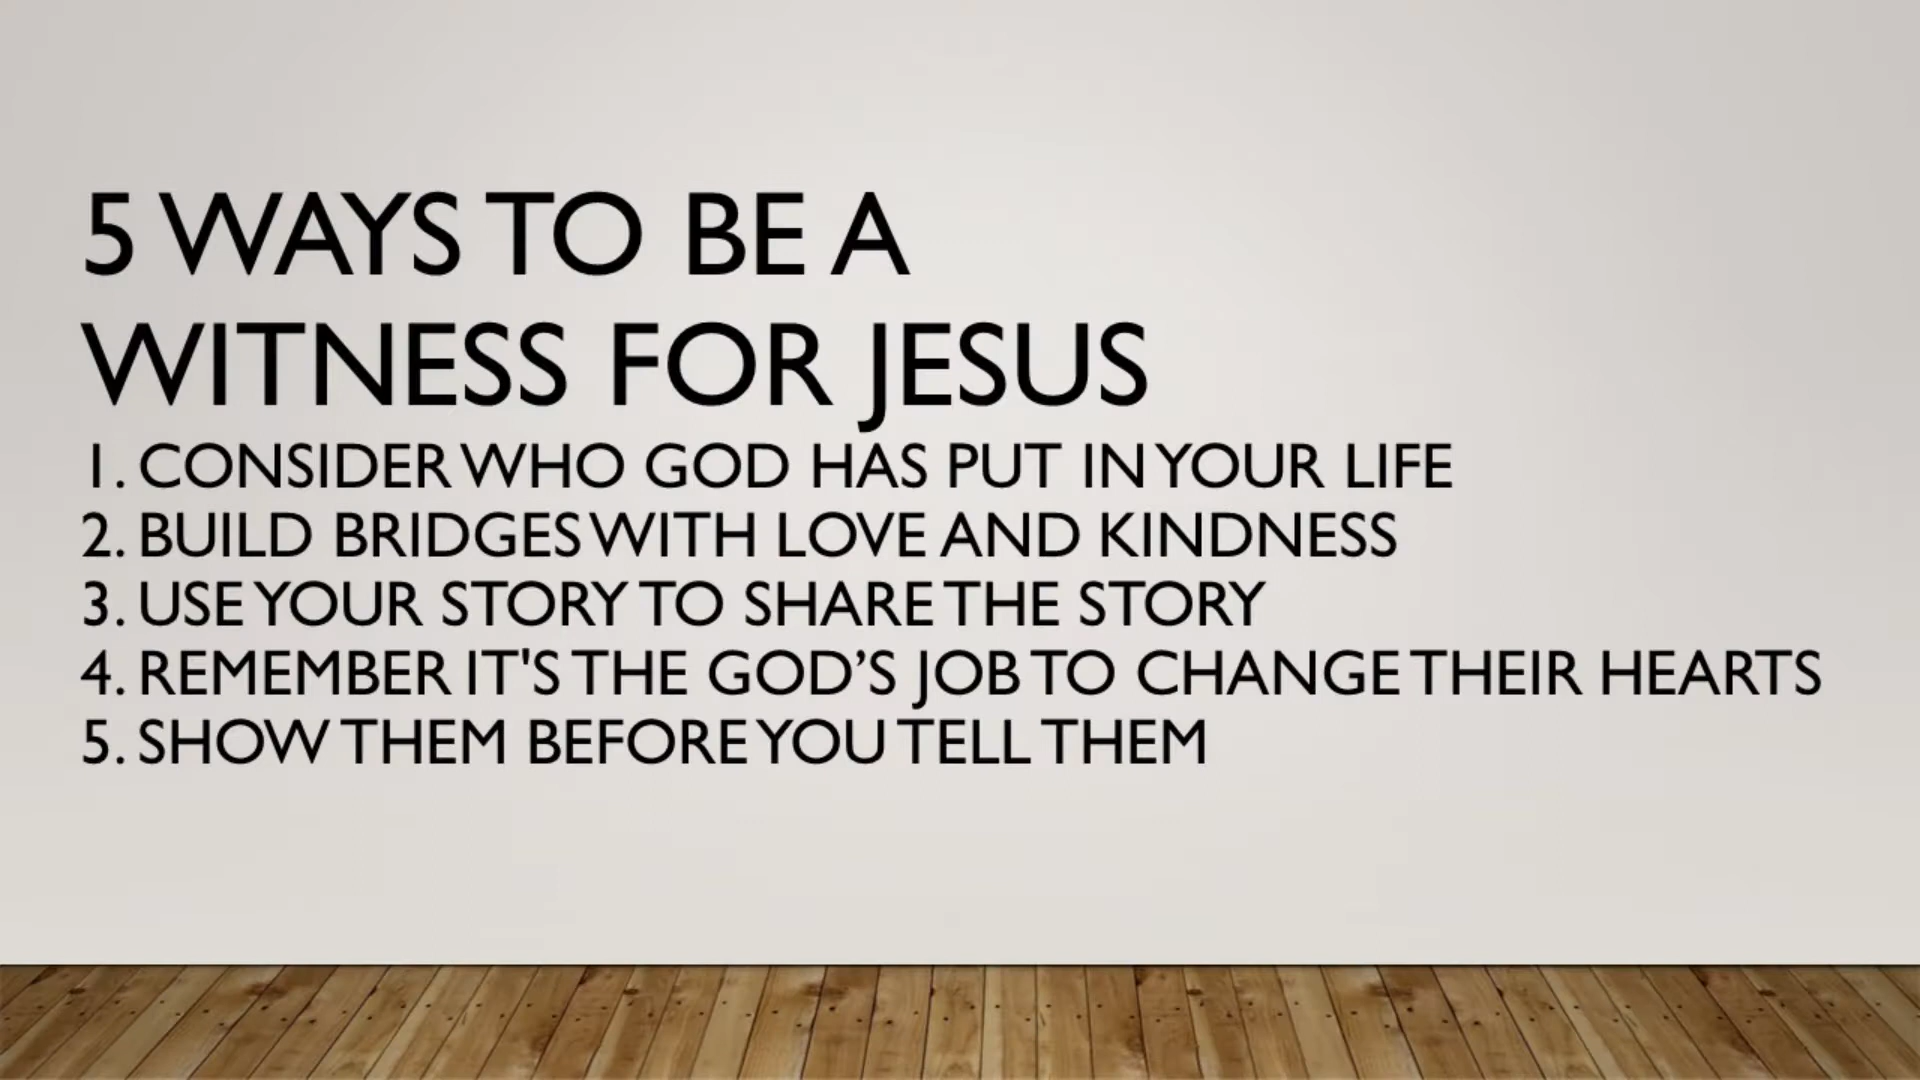 5 WAYS TO BE A
WITNESS FOR JESUS
1. CONSIDER WHO GOD HAS PUT IN YOUR LIFE
2. BUILD BRIDGES WITH LOVE AND KINDNESS
3. USE YOUR STORY TO SHARE THE STORY
4. REMEMBER IT'S THE GOD’S JOB TO CHANGE THEIR HEARTS
5. SHOW THEM BEFORE YOU TELL THEM